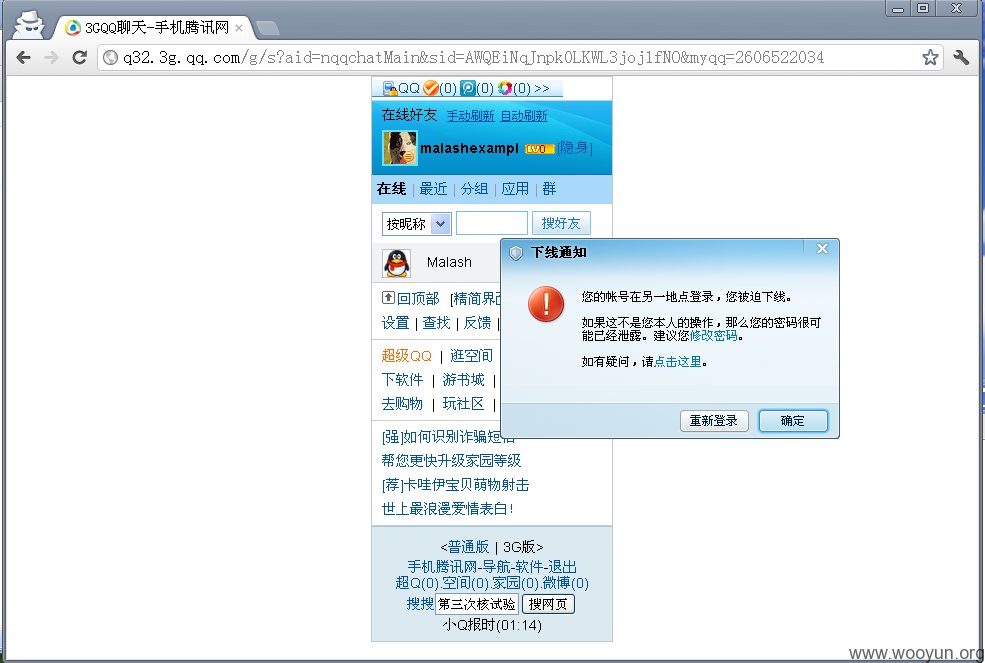 3GQQ聊天-手机腾讯网
q32.3g.qq.com/g/s?aid=nqqchatMain&sid=AWQEiNqJnpk0LKWL3joj1fNO&myqq=2606522034
QQ (0) (0) (0) >>
在线好友 手动刷新 自动刷新
malashexampl LV0 [隐身]
在线 | 最近 | 分组 | 应用 | 群
按昵称 搜好友
Malash
回顶部 [精简界
设置 | 查找 | 反馈 |
超级QQ | 逛空间
下软件 | 游书城 |
去购物 | 玩社区 |
下线通知
您的帐号在另一地点登录，您被迫下线。
如果这不是您本人的操作，那么您的密码很可
能已经泄露。建议您修改密码。
如有疑问，请点击这里。
重新登录 确定
[强]如何识别诈骗短信
帮您更快升级家园等级
[荐]卡哇伊宝贝萌物射击
世上最浪漫爱情表白!
<普通版 | 3G版>
手机腾讯网-导航-软件-退出
超Q(0).空间(0).家园(0).微博(0)
搜搜 第三次核试验 搜网页
小Q报时(01:14)
www.wooyun.org